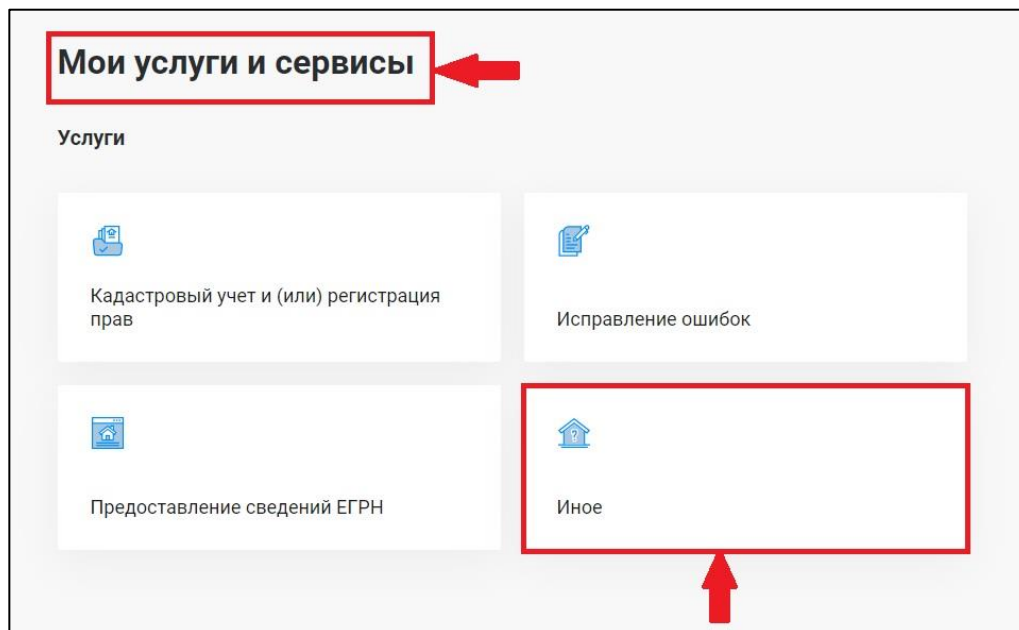 Мои услуги и сервисы
Услуги
Кадастровый учет и (или) регистрация
прав
Исправление ошибок
Предоставление сведений ЕГРН
Иное